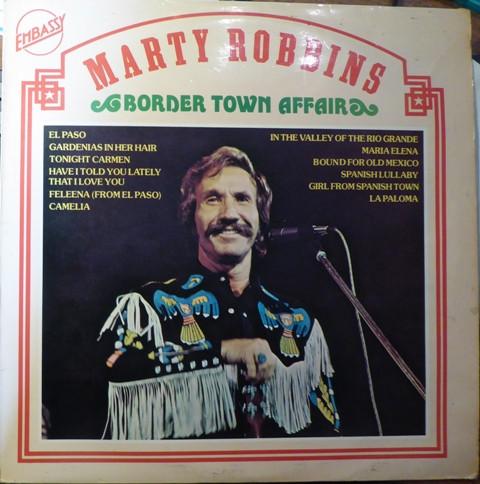 EMBASSY
MARTY ROBBINS
BORDER TOWN AFFAIR
EL PASO
GARDENIAS IN HER HAIR
TONIGHT CARMEN
HAVE I TOLD YOU LATELY
THAT I LOVE YOU
FELEENA (FROM EL PASO)
CAMELIA
IN THE VALLEY OF THE RIO GRANDE
MARIA ELENA
BOUND FOR OLD MEXICO
SPANISH LULLABY
GIRL FROM SPANISH TOWN
LA PALOMA